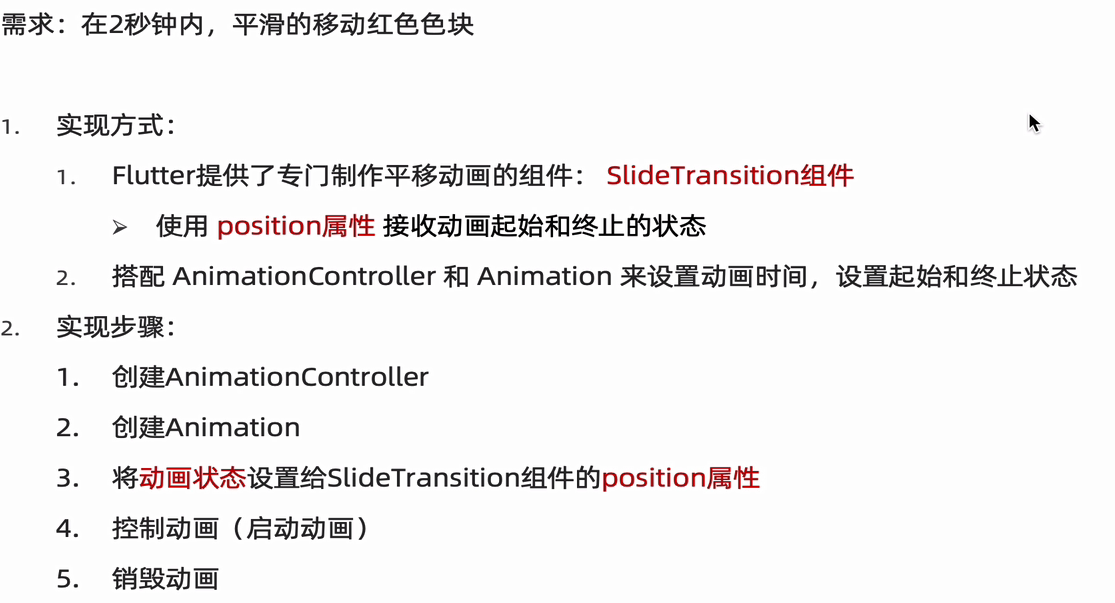 需求：在2秒钟内，平滑的移动红色色块
1. 实现方式：
1. Flutter提供了专门制作平移动画的组件： SlideTransition组件
➢ 使用 position属性 接收动画起始和终止的状态
2. 搭配 AnimationController 和 Animation 来设置动画时间，设置起始和终止状态
2. 实现步骤：
1. 创建AnimationController
2. 创建Animation
3. 将动画状态设置给SlideTransition组件的position属性
4. 控制动画（启动动画）
5. 销毁动画